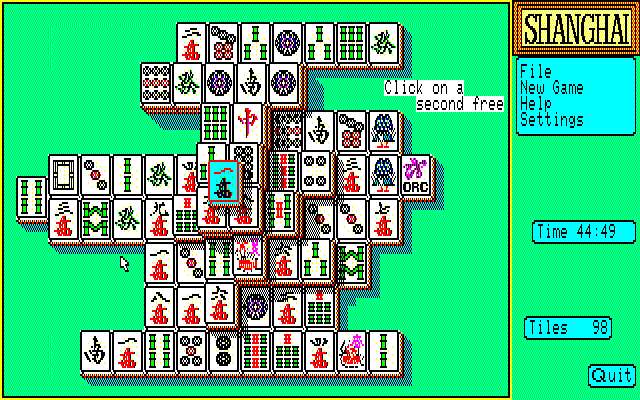 SHANGHAI
File
New Game
Help
Settings
Click on a
second free
ORC
Time 44:49
Tiles 98
Quit